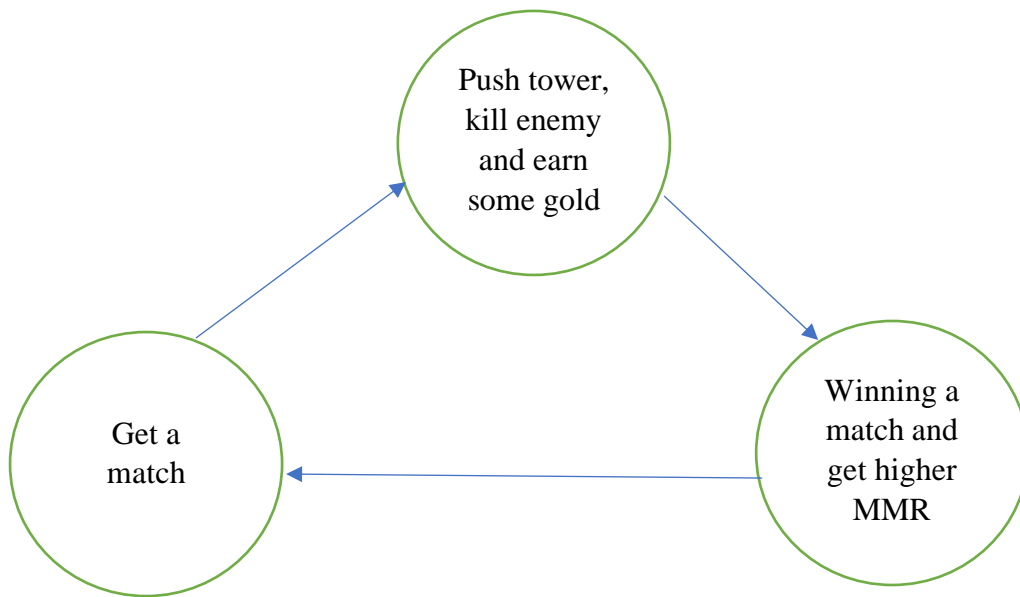 Push tower,
kill enemy
and earn
some gold
Get a
match
Winning a
match and
get higher
MMR